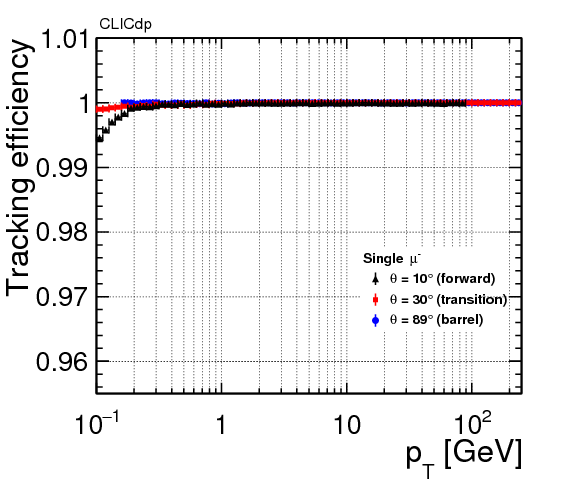 CLICdp
1.01
1
0.99
0.98
0.97
0.96
Tracking efficiency
Single μ⁻
θ = 10° (forward)
θ = 30° (transition)
θ = 89° (barrel)
10⁻¹ 1 10 10²
p_T [GeV]